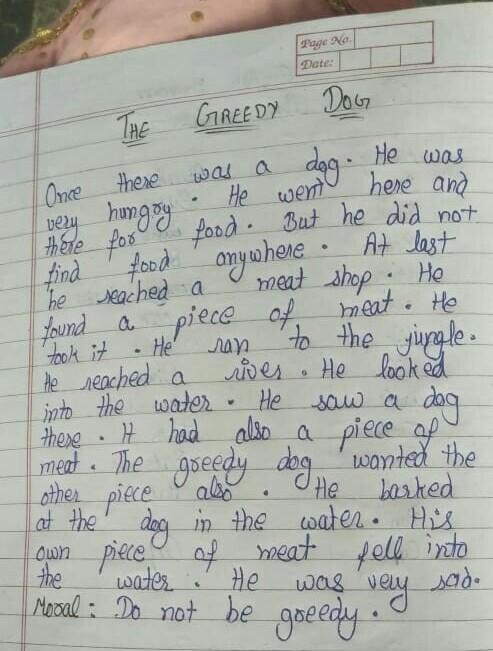 Page No.
Date:
THE GREEDY DOG
Once there was a dog. He was
very hungry. He went here and
there for food. But he did not
find food anywhere. At last
he reached a meat shop. He
found a piece of meat. He
took it. He ran to the jungle.
He reached a river. He looked
into the water. He saw a dog
there. It had also a piece of
meat. The greedy dog wanted the
other piece also. He barked
at the dog in the water. His
own piece of meat fell into
the water. He was very sad.
Moral: Do not be greedy.